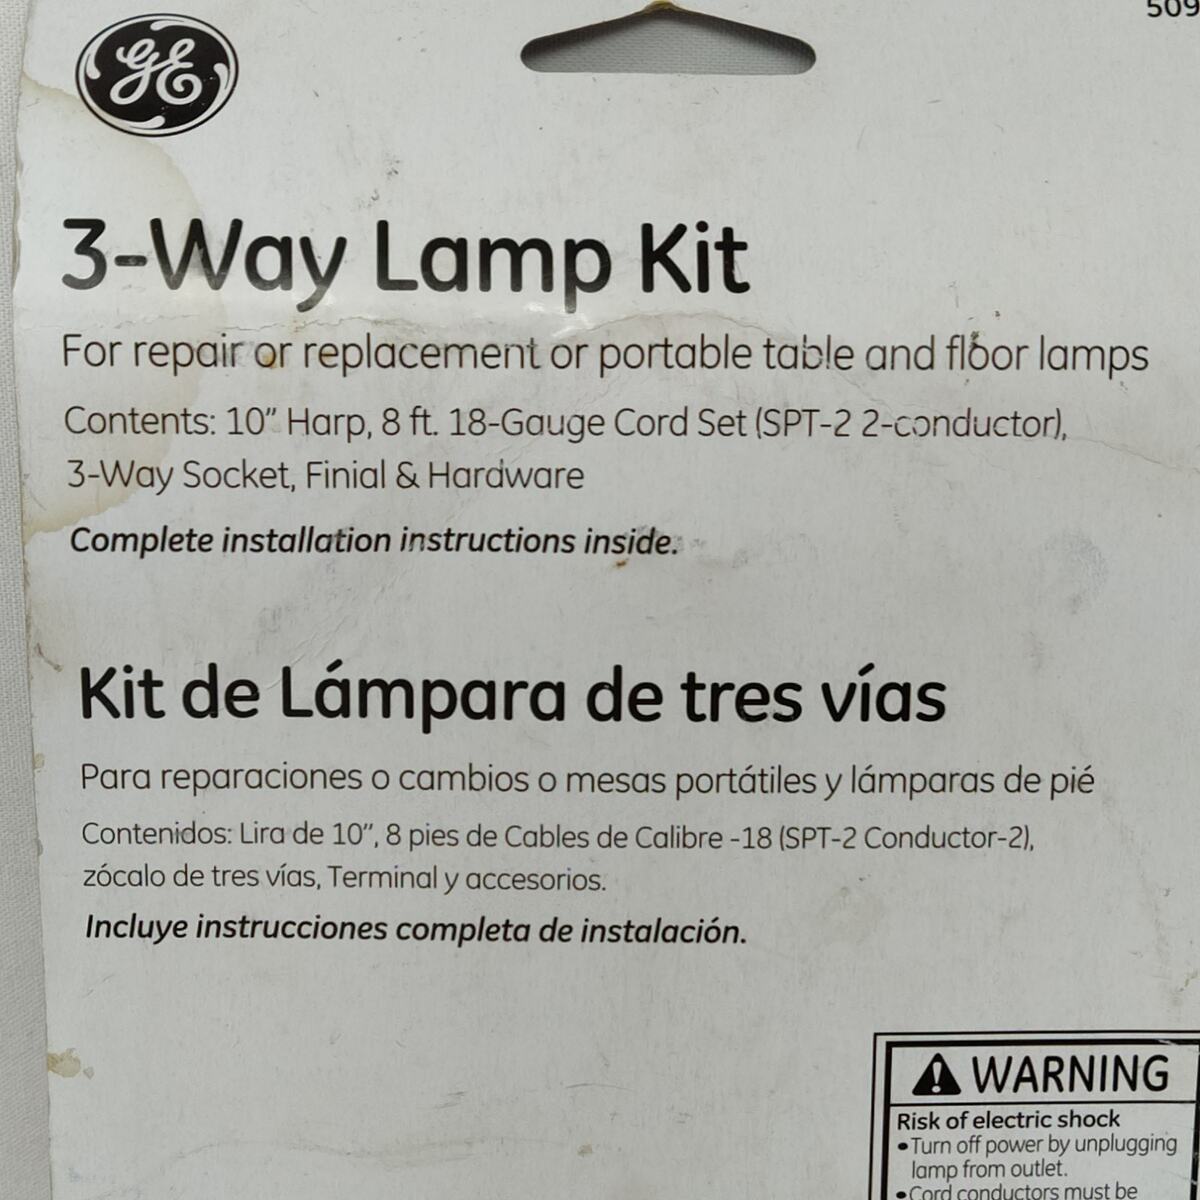 509
GE
3-Way Lamp Kit
For repair or replacement or portable table and floor lamps
Contents: 10" Harp, 8 ft. 18-Gauge Cord Set (SPT-2 2-conductor),
3-Way Socket, Finial & Hardware
Complete installation instructions inside.
Kit de Lámpara de tres vías
Para reparaciones o cambios o mesas portátiles y lámparas de pié
Contenidos: Lira de 10", 8 pies de Cables de Calibre -18 (SPT-2 Conductor-2),
zócalo de tres vías, Terminal y accesorios.
Incluye instrucciones completa de instalación.
WARNING
Risk of electric shock
•Turn off power by unplugging
lamp from outlet.
•Cord conductors must be